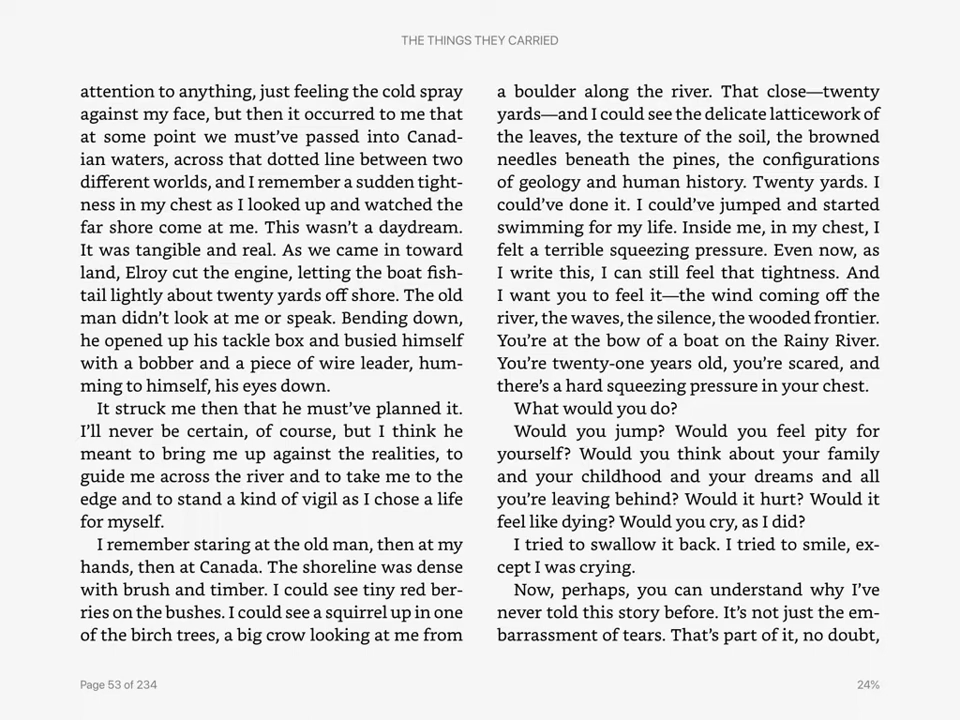 THE THINGS THEY CARRIED
attention to anything, just feeling the cold spray
against my face, but then it occurred to me that
at some point we must’ve passed into Canad-
ian waters, across that dotted line between two
different worlds, and I remember a sudden tight-
ness in my chest as I looked up and watched the
far shore come at me. This wasn’t a daydream.
It was tangible and real. As we came in toward
land, Elroy cut the engine, letting the boat fish-
tail lightly about twenty yards off shore. The old
man didn’t look at me or speak. Bending down,
he opened up his tackle box and busied himself
with a bobber and a piece of wire leader, hum-
ming to himself, his eyes down.
It struck me then that he must’ve planned it.
I’ll never be certain, of course, but I think he
meant to bring me up against the realities, to
guide me across the river and to take me to the
edge and to stand a kind of vigil as I chose a life
for myself.
I remember staring at the old man, then at my
hands, then at Canada. The shoreline was dense
with brush and timber. I could see tiny red ber-
ries on the bushes. I could see a squirrel up in one
of the birch trees, a big crow looking at me from
a boulder along the river. That close—twenty
yards—and I could see the delicate latticework of
the leaves, the texture of the soil, the browned
needles beneath the pines, the configurations
of geology and human history. Twenty yards. I
could’ve done it. I could’ve jumped and started
swimming for my life. Inside me, in my chest, I
felt a terrible squeezing pressure. Even now, as
I write this, I can still feel that tightness. And
I want you to feel it—the wind coming off the
river, the waves, the silence, the wooded frontier.
You’re at the bow of a boat on the Rainy River.
You’re twenty-one years old, you’re scared, and
there’s a hard squeezing pressure in your chest.
What would you do?
Would you jump? Would you feel pity for
yourself? Would you think about your family
and your childhood and your dreams and all
you’re leaving behind? Would it hurt? Would it
feel like dying? Would you cry, as I did?
I tried to swallow it back. I tried to smile, ex-
cept I was crying.
Now, perhaps, you can understand why I’ve
never told this story before. It’s not just the em-
barrassment of tears. That’s part of it, no doubt,
Page 53 of 234
24%